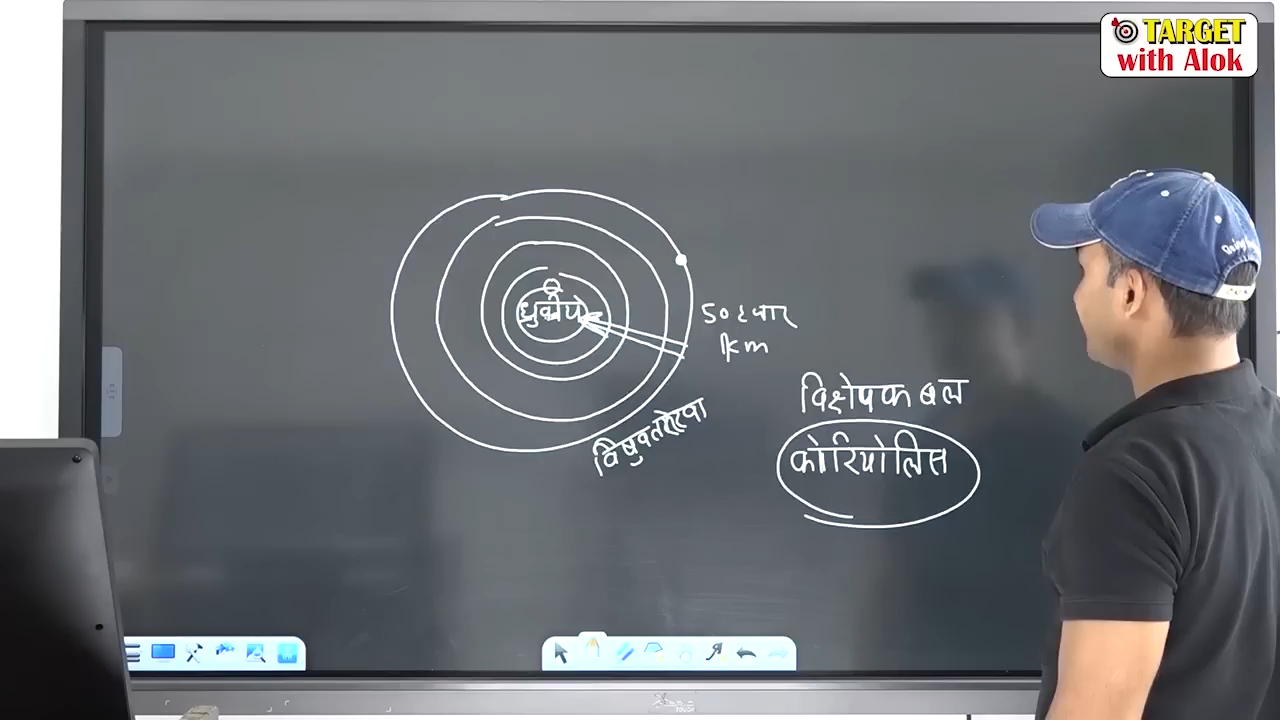 TARGET
with Alok
ध्रुवीय
50 हजार
km
विषुवत रेखा
विक्षेपक बल
कोरियोलिस